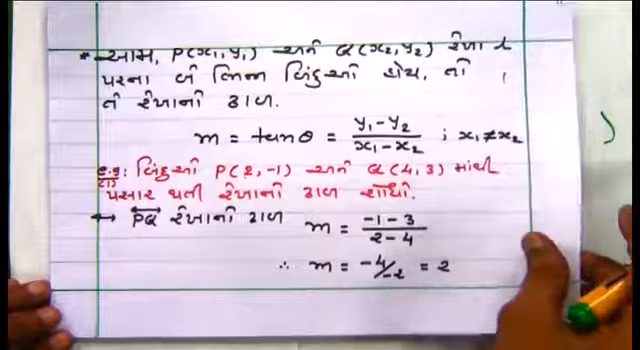 * આમ, P(x₁, y₁) અને Q(x₂, y₂) રેખા l
પરના બે ભિન્ન બિંદુઓ હોય, તો
તે રેખાનો ઢાળ.
m = tanθ = (y₁ - y₂)/(x₁ - x₂) ; x₁ ≠ x₂
e.g: બિંદુઓ P(2, -1) અને Q(4, 3) માંથી
પસાર થતી રેખાનો ઢાળ શોધો.
→ PQ રેખાનો ઢાળ m = (-1 - 3)/(2 - 4)
∴ m = -4/-2 = 2